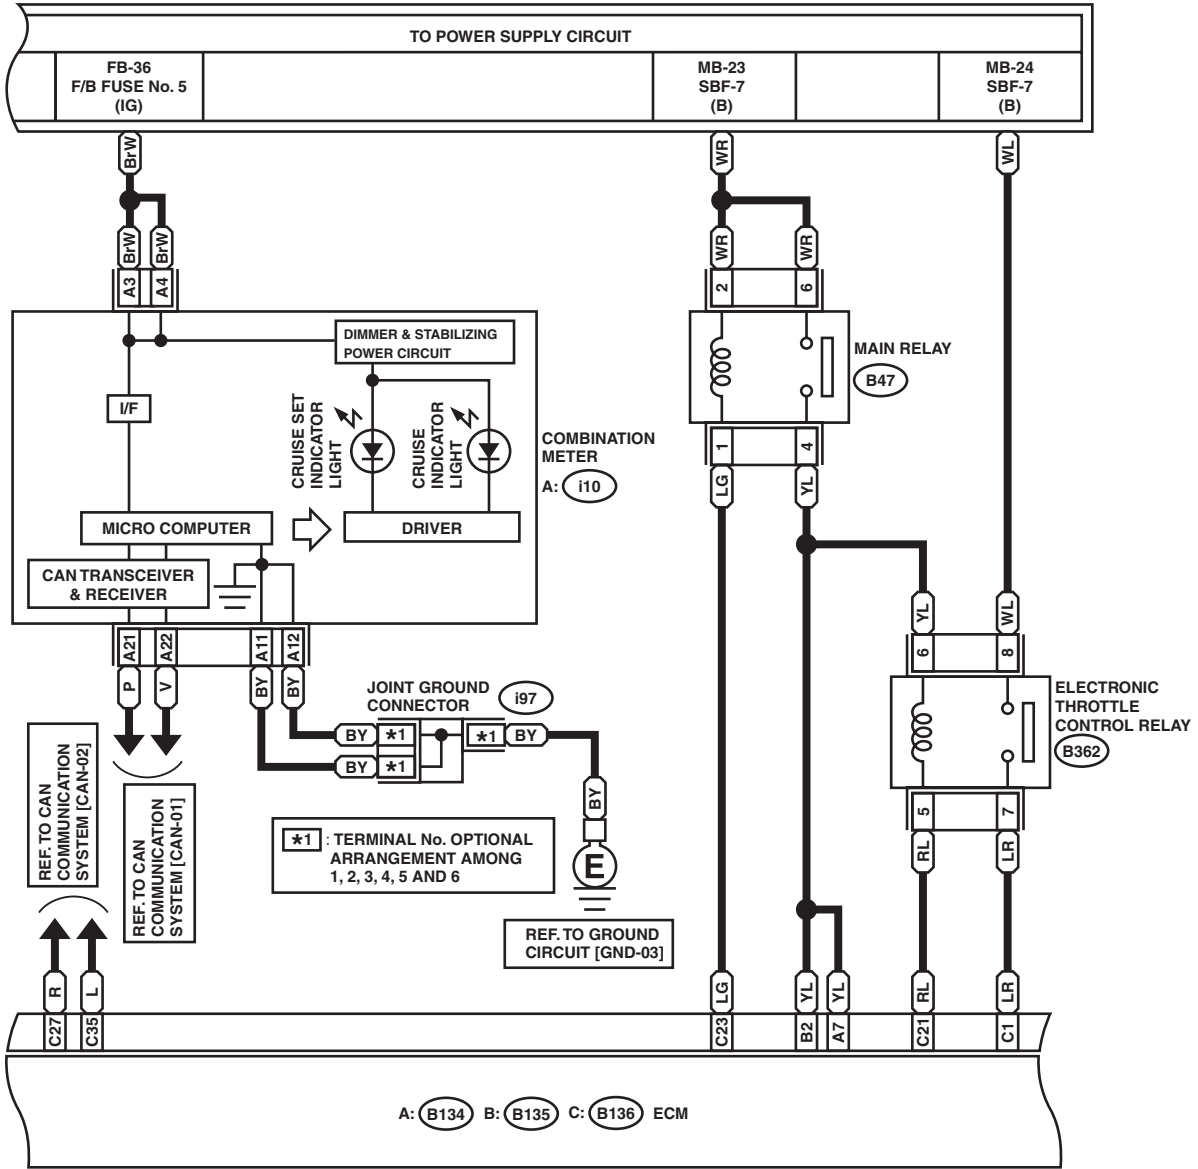 TO POWER SUPPLY CIRCUIT
FB-36
F/B FUSE No. 5
(IG)
MB-23
SBF-7
(B)
MB-24
SBF-7
(B)
BrW
WR
WL
BrW
BrW
WR
WR
A3
A4
2
6
DIMMER & STABILIZING
POWER CIRCUIT
MAIN RELAY
B47
I/F
CRUISE SET
INDICATOR
LIGHT
CRUISE
INDICATOR
LIGHT
COMBINATION
METER
A: i10
1
4
LG
YL
MICRO COMPUTER
DRIVER
CAN TRANSCEIVER
& RECEIVER
YL
WL
A21
A22
A11
A12
6
8
P
V
BY
BY
JOINT GROUND
CONNECTOR
i97
ELECTRONIC
THROTTLE
CONTROL RELAY
B362
BY
*1
*1
BY
BY
*1
BY
REF. TO CAN
COMMUNICATION
SYSTEM [CAN-02]
REF. TO CAN
COMMUNICATION
SYSTEM [CAN-01]
5
7
*1 : TERMINAL No. OPTIONAL
ARRANGEMENT AMONG
1, 2, 3, 4, 5 AND 6
E
RL
LR
REF. TO GROUND
CIRCUIT [GND-03]
R
L
LG
YL
YL
RL
LR
C27
C35
C23
B2
A7
C21
C1
A: B134 B: B135 C: B136 ECM